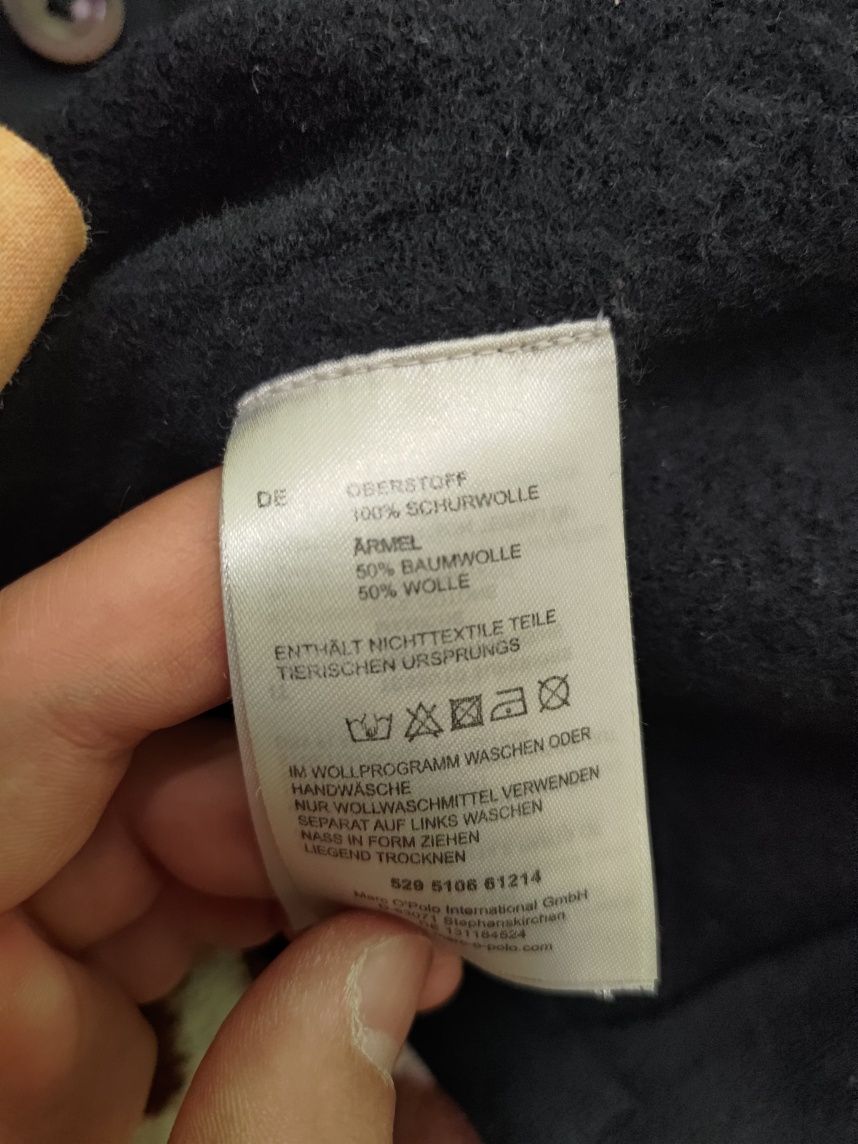 DE
OBERSTOFF
100% SCHURWOLLE
ÄRMEL
50% BAUMWOLLE
50% WOLLE
ENTHÄLT NICHTTEXTILE TEILE
TIERISCHEN URSPRUNGS
IM WOLLPROGRAMM WASCHEN ODER
HANDWÄSCHE
NUR WOLLWASCHMITTEL VERWENDEN
SEPARAT AUF LINKS WASCHEN
NASS IN FORM ZIEHEN
LIEGEND TROCKNEN
529 5106 61214
Marc O'Polo International GmbH
83071 Stephanskirchen
131184524